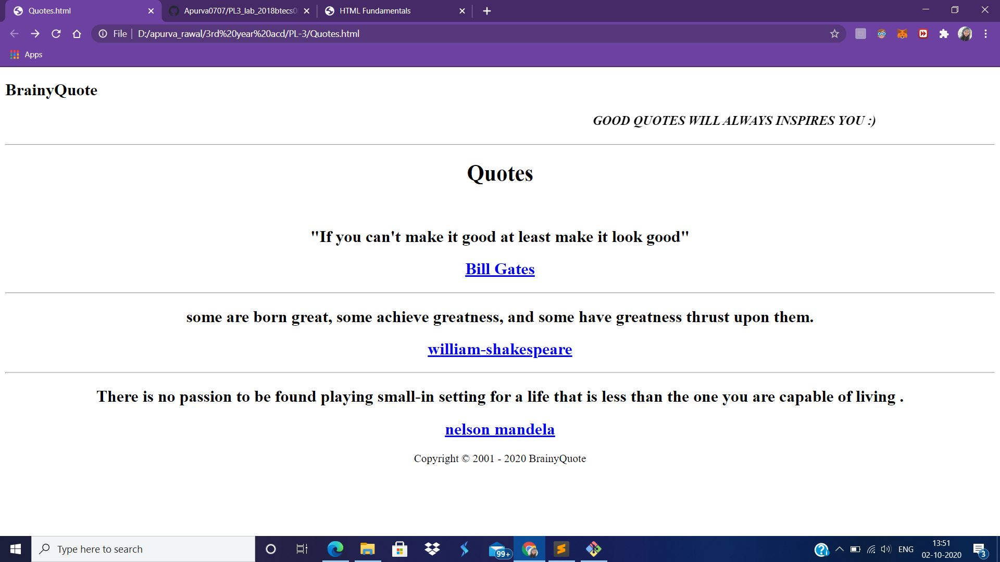 Quotes.html
Apurva0707/PL3_lab_2018btecs0
HTML Fundamentals
File | D:/apurva_rawal/3rd%20year%20acd/PL-3/Quotes.html
Apps
BrainyQuote
GOOD QUOTES WILL ALWAYS INSPIRES YOU :)
Quotes
"If you can't make it good at least make it look good"
Bill Gates
some are born great, some achieve greatness, and some have greatness thrust upon them.
william-shakespeare
There is no passion to be found playing small-in setting for a life that is less than the one you are capable of living .
nelson mandela
Copyright © 2001 - 2020 BrainyQuote
Type here to search
99+
ENG
13:51
02-10-2020
3